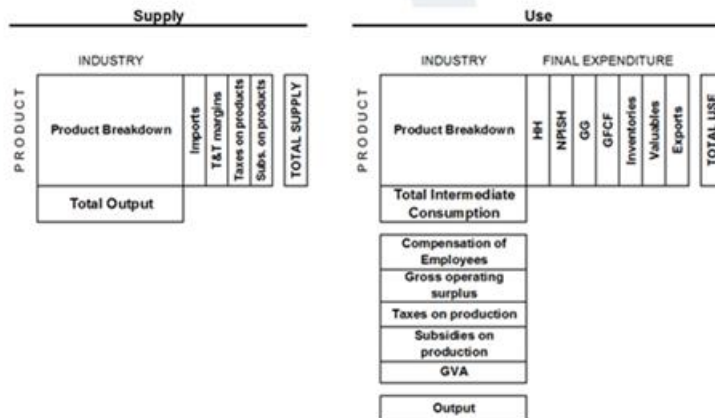 Supply
INDUSTRY
PRODUCT
Product Breakdown
Imports
T&T margins
Taxes on products
Subs. on products
TOTAL SUPPLY
Total Output
Use
INDUSTRY
FINAL EXPENDITURE
PRODUCT
Product Breakdown
HH
NPISH
GG
GFCF
Inventories
Valuables
Exports
TOTAL USE
Total Intermediate
Consumption
Compensation of
Employees
Gross operating
surplus
Taxes on production
Subsidies on
production
GVA
Output